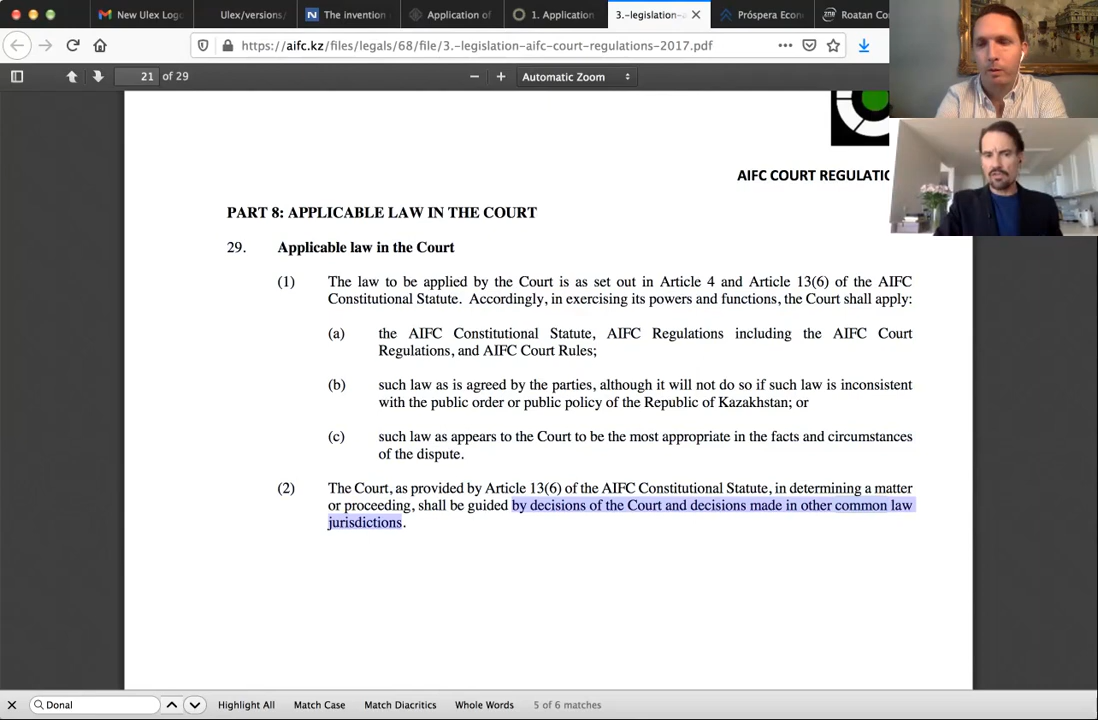 New Ulex Logo
Ulex/versions/
The invention
Application of
1. Application
3.-legislation-a
Próspera Econ
Roatan Co
https://aifc.kz/files/legals/68/file/3.-legislation-aifc-court-regulations-2017.pdf
21 of 29
Automatic Zoom
AIFC COURT REGULATIO
PART 8: APPLICABLE LAW IN THE COURT
29. Applicable law in the Court
(1) The law to be applied by the Court is as set out in Article 4 and Article 13(6) of the AIFC
Constitutional Statute. Accordingly, in exercising its powers and functions, the Court shall apply:
(a) the AIFC Constitutional Statute, AIFC Regulations including the AIFC Court
Regulations, and AIFC Court Rules;
(b) such law as is agreed by the parties, although it will not do so if such law is inconsistent
with the public order or public policy of the Republic of Kazakhstan; or
(c) such law as appears to the Court to be the most appropriate in the facts and circumstances
of the dispute.
(2) The Court, as provided by Article 13(6) of the AIFC Constitutional Statute, in determining a matter
or proceeding, shall be guided by decisions of the Court and decisions made in other common law
jurisdictions.
Donal
Highlight All
Match Case
Match Diacritics
Whole Words
5 of 6 matches